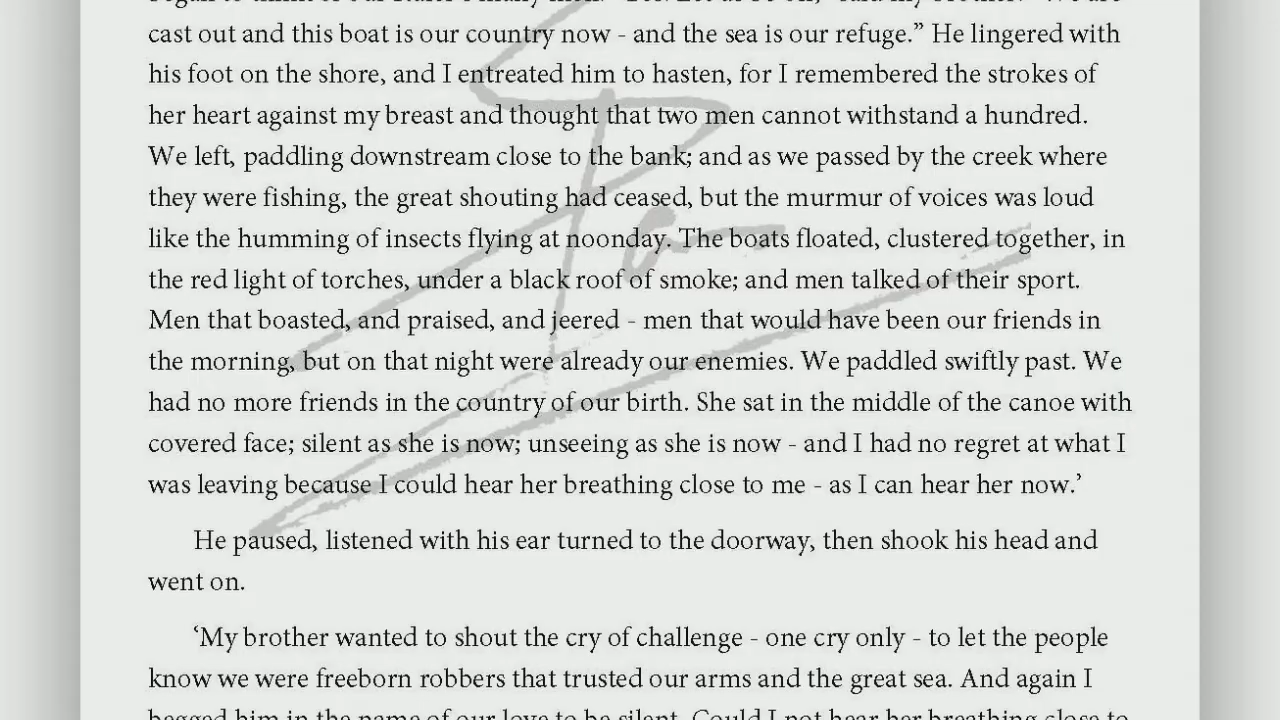 cast out and this boat is our country now - and the sea is our refuge.” He lingered with
his foot on the shore, and I entreated him to hasten, for I remembered the strokes of
her heart against my breast and thought that two men cannot withstand a hundred.
We left, paddling downstream close to the bank; and as we passed by the creek where
they were fishing, the great shouting had ceased, but the murmur of voices was loud
like the humming of insects flying at noonday. The boats floated, clustered together, in
the red light of torches, under a black roof of smoke; and men talked of their sport.
Men that boasted, and praised, and jeered - men that would have been our friends in
the morning, but on that night were already our enemies. We paddled swiftly past. We
had no more friends in the country of our birth. She sat in the middle of the canoe with
covered face; silent as she is now; unseeing as she is now - and I had no regret at what I
was leaving because I could hear her breathing close to me - as I can hear her now.’
He paused, listened with his ear turned to the doorway, then shook his head and
went on.
‘My brother wanted to shout the cry of challenge - one cry only - to let the people
know we were freeborn robbers that trusted our arms and the great sea. And again I
begged him in the name of our love to be silent. Could I not hear her breathing close to